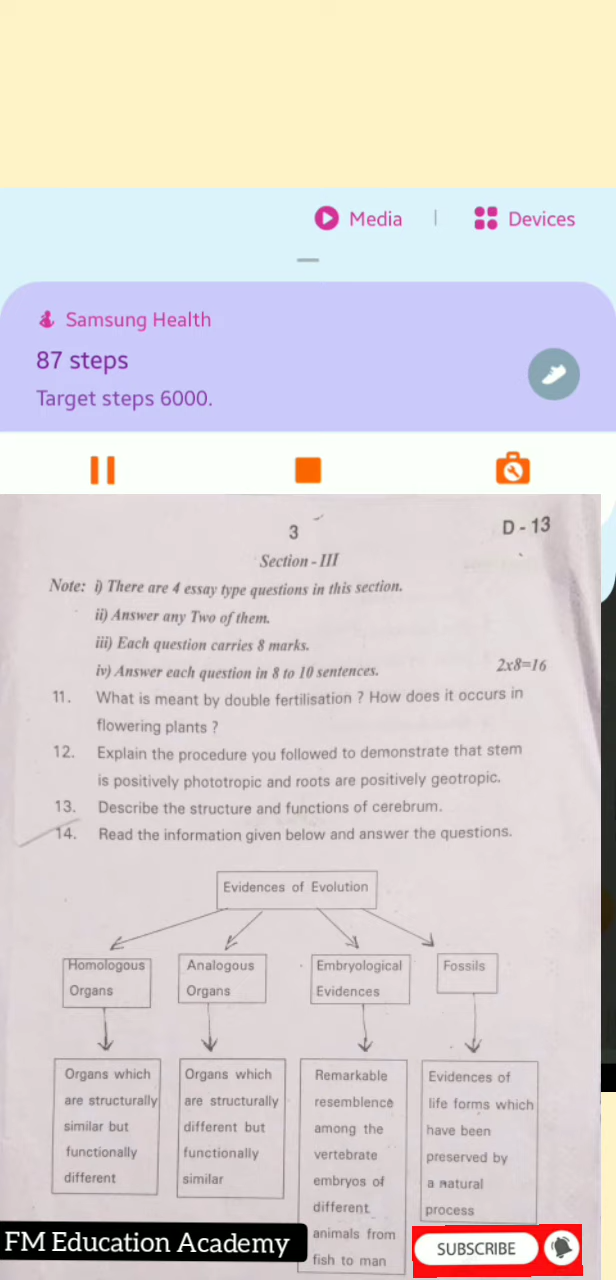 Media | Devices
Samsung Health
87 steps
Target steps 6000.
3
D - 13
Section - III
Note: i) There are 4 essay type questions in this section.
ii) Answer any Two of them.
iii) Each question carries 8 marks.
iv) Answer each question in 8 to 10 sentences.
2x8=16
11. What is meant by double fertilisation ? How does it occurs in
flowering plants ?
12. Explain the procedure you followed to demonstrate that stem
is positively phototropic and roots are positively geotropic.
13. Describe the structure and functions of cerebrum.
14. Read the information given below and answer the questions.
Evidences of Evolution
Homologous
Organs
Analogous
Organs
Embryological
Evidences
Fossils
Organs which
are structurally
similar but
functionally
different
Organs which
are structurally
different but
functionally
similar
Remarkable
resemblence
among the
vertebrate
embryos of
different
animals from
fish to man
Evidences of
life forms which
have been
preserved by
a natural
process
FM Education Academy
SUBSCRIBE